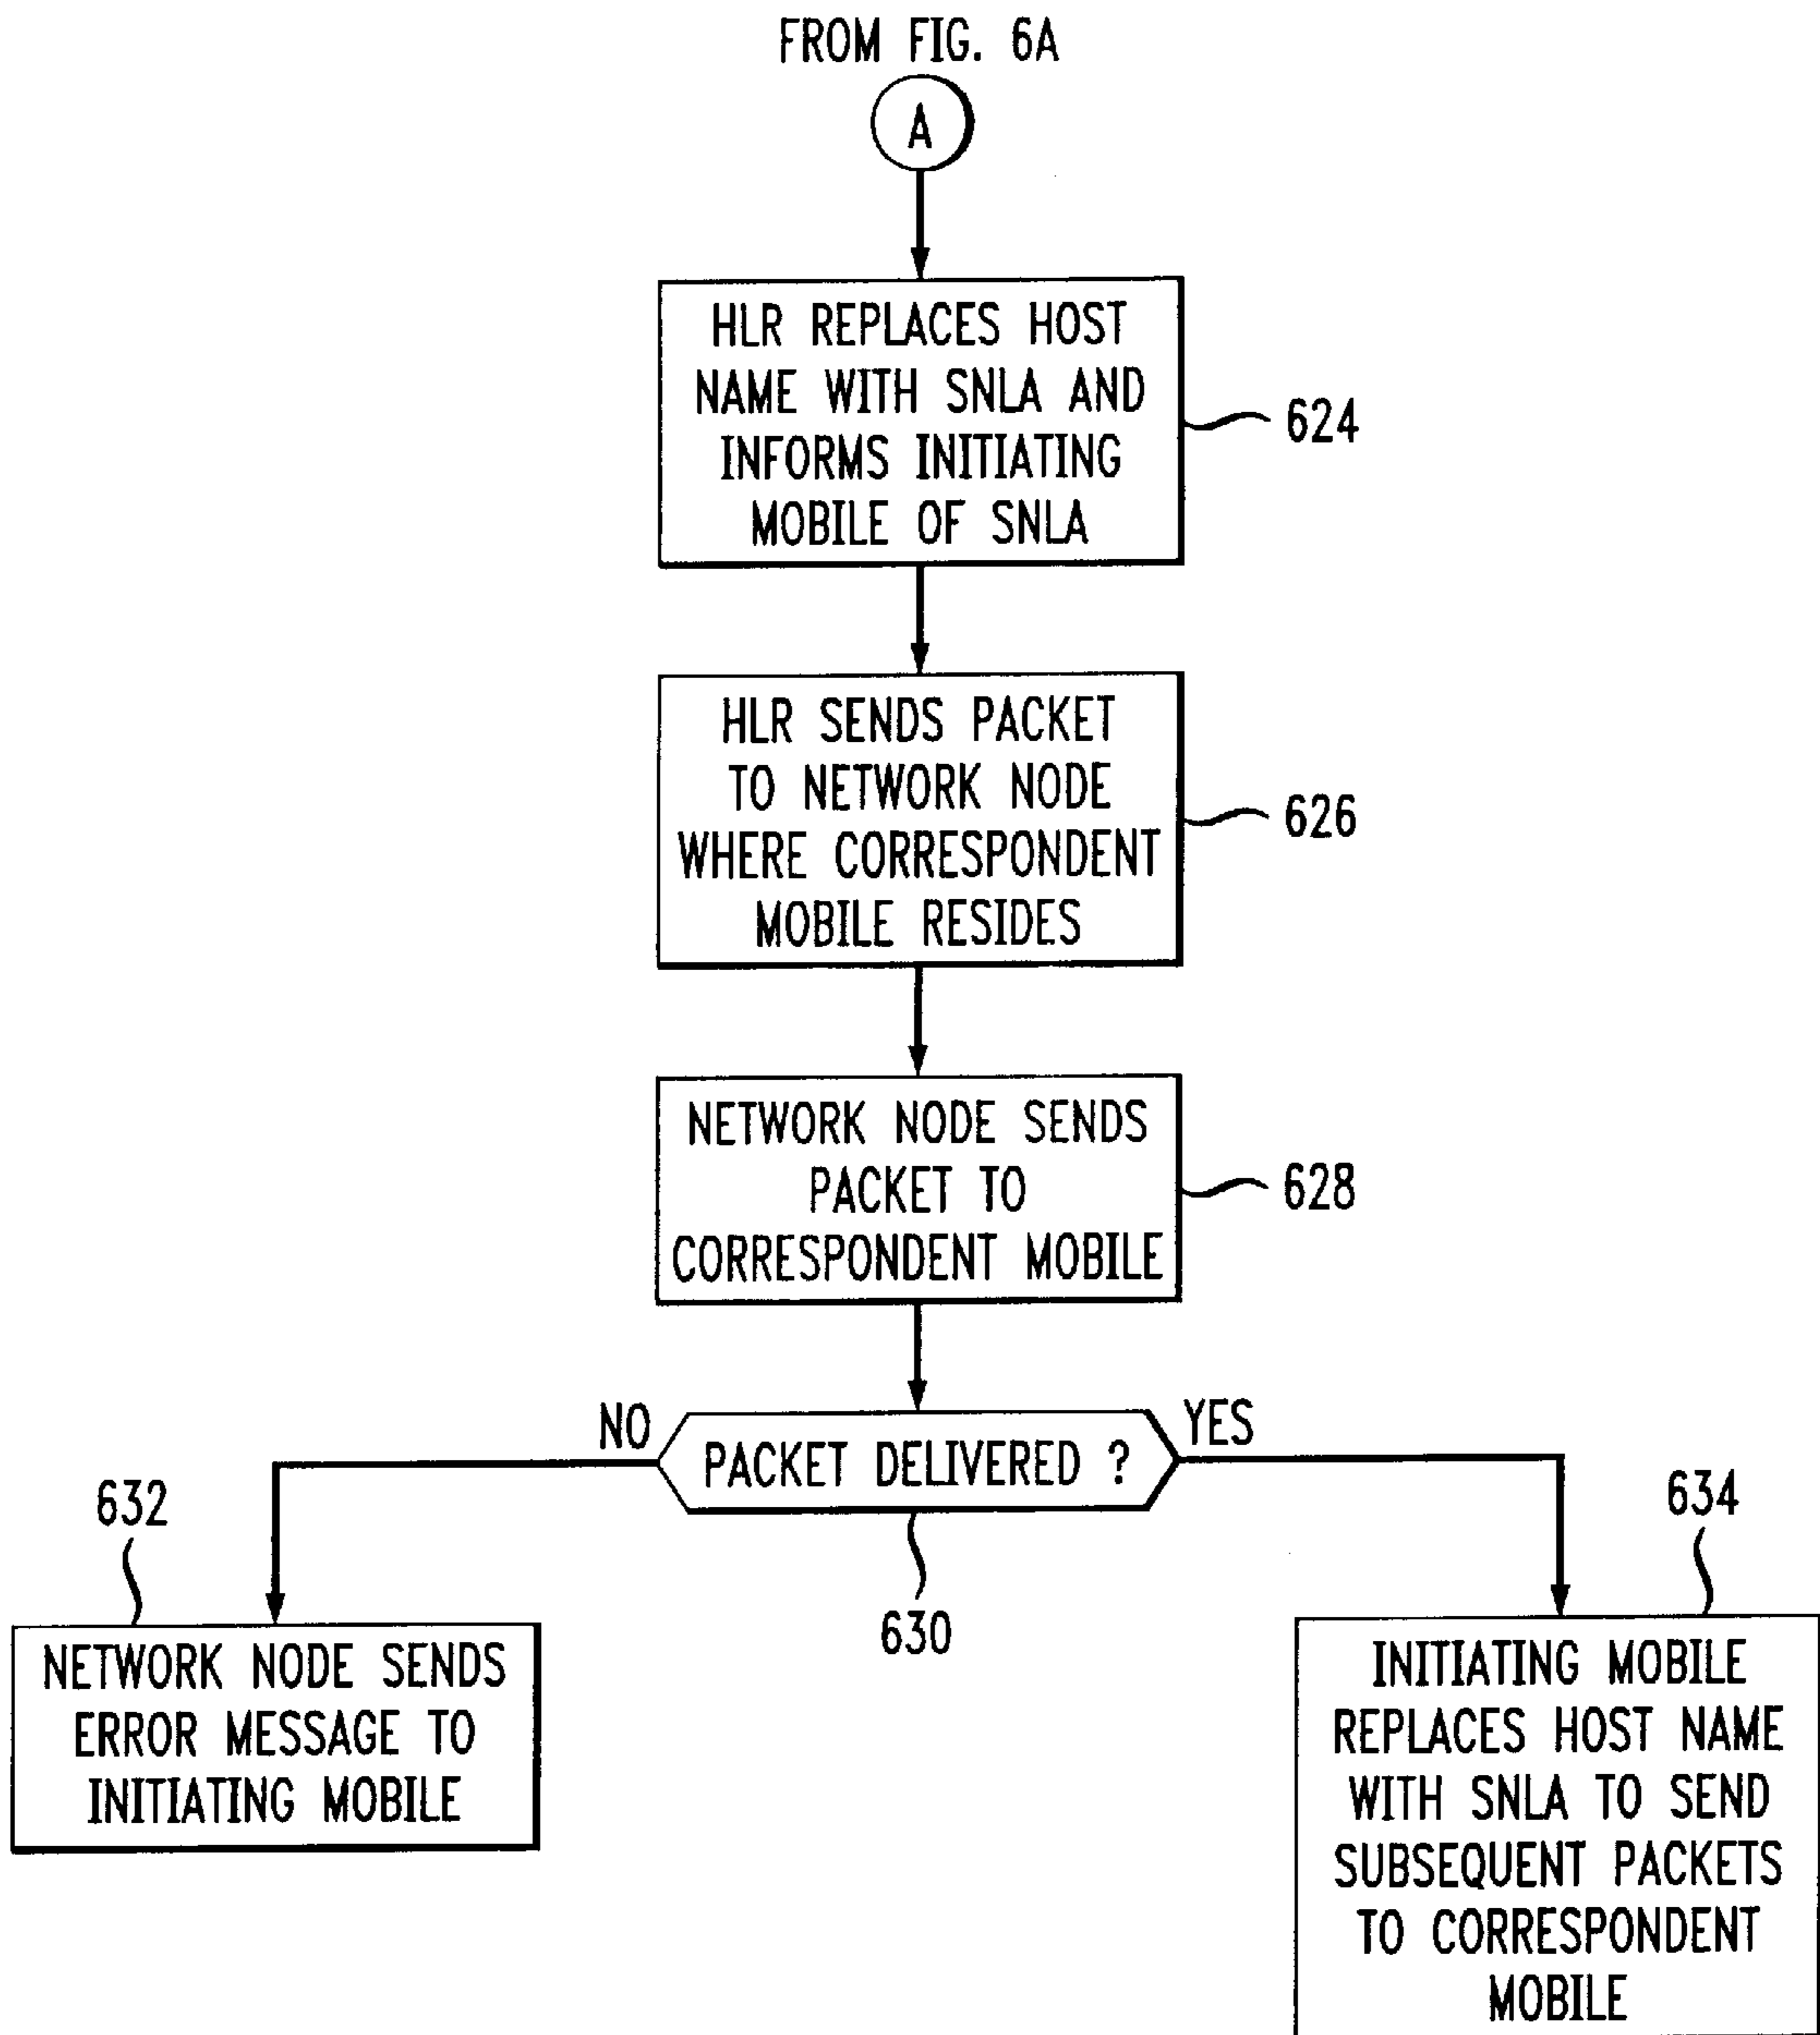 FROM FIG. 6A
A
HLR REPLACES HOST
NAME WITH SNLA AND
INFORMS INITIATING
MOBILE OF SNLA
624
HLR SENDS PACKET
TO NETWORK NODE
WHERE CORRESPONDENT
MOBILE RESIDES
626
NETWORK NODE SENDS
PACKET TO
CORRESPONDENT MOBILE
628
NO
PACKET DELIVERED ?
YES
630
632
NETWORK NODE SENDS
ERROR MESSAGE TO
INITIATING MOBILE
634
INITIATING MOBILE
REPLACES HOST NAME
WITH SNLA TO SEND
SUBSEQUENT PACKETS
TO CORRESPONDENT
MOBILE